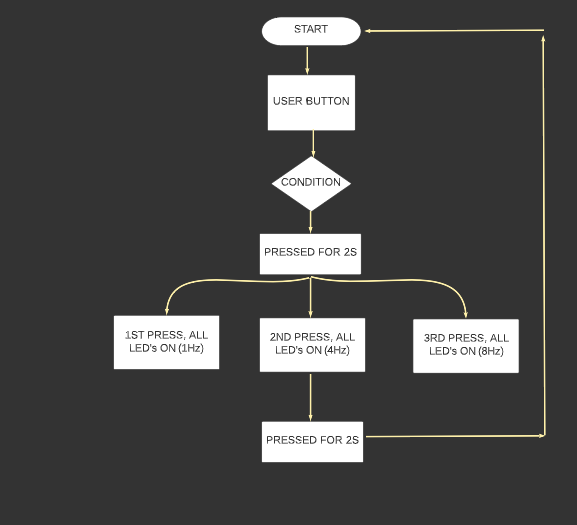 START
USER BUTTON
CONDITION
PRESSED FOR 2S
1ST PRESS, ALL
LED's ON (1Hz)
2ND PRESS, ALL
LED's ON (4Hz)
3RD PRESS, ALL
LED's ON (8Hz)
PRESSED FOR 2S